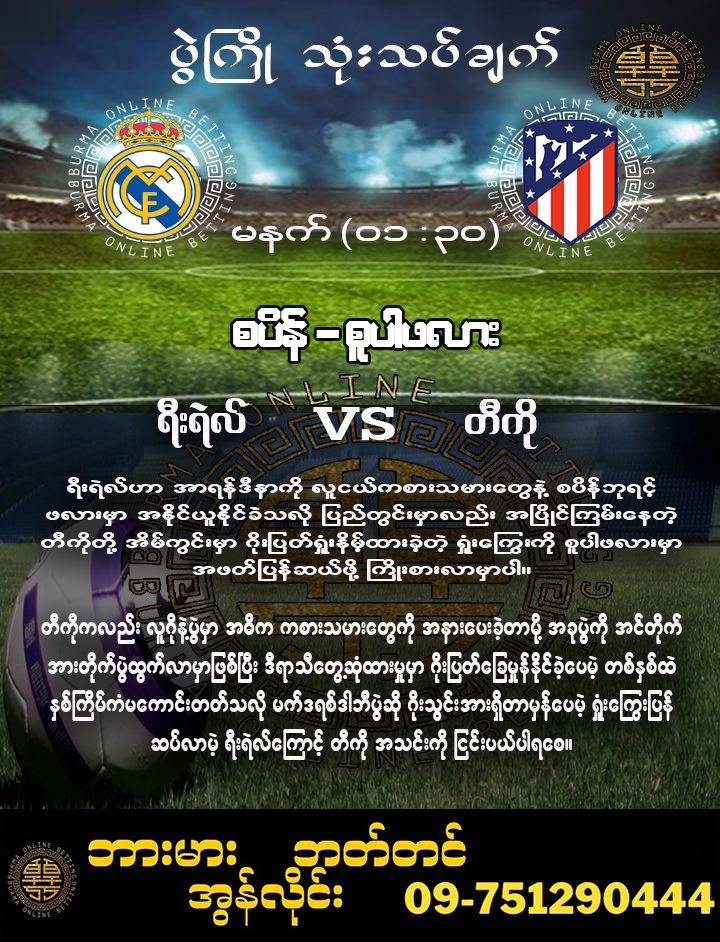 ပွဲကြို သုံးသပ်ချက်
BURMA ONLINE BETTING
BURMA ONLINE BETTING
BURMA ONLINE BETTING
မနက် (၀၁ :၃၀)
စပိန် - စူပါဖလား
ရီးရဲလ် VS တီကို
ရီးရဲလ်ဟာ အာရန်ဒီနာကို လူငယ်ကစားသမားတွေနဲ့ စပိန်ဘုရင့်
ဖလားမှာ အနိုင်ယူနိုင်ခဲ့သလို ပြည်တွင်းမှာလည်း အပြိုင်ကြမ်းနေတဲ့
တီကိုတို့ အိမ်ကွင်းမှာ ဂိုးပြတ်ရှုံးနိမ့်ထားခဲ့တဲ့ ရှုံးကြွေးကို စူပါဖလားမှာ
အဖတ်ပြန်ဆယ်ဖို့ ကြိုးစားလာမှာပါ။
တီကိုကလည်း လူဂိုနဲ့ပွဲမှာ အဓိက ကစားသမားတွေကို အနားပေးခဲ့တာမို့ အခုပွဲကို အင်တိုက်
အားတိုက်ပွဲထွက်လာမှာဖြစ်ပြီး ဒီရာသီတွေ့ဆုံထားမှုမှာ ဂိုးပြတ်ခြေမှုန်နိုင်ခဲ့ပေမဲ့ တစ်နှစ်ထဲ
နှစ်ကြိပ်ကံမကောင်းတတ်သလို မက်ဒရစ်ဒါဘီပွဲဆို ဂိုးသွင်းအားရှိတာမှန်ပေမဲ့ ရှုံးကြွေးပြန်
ဆပ်လာမဲ့ ရီးရဲလ်ကြောင့် တီကို အသင်းကို ငြင်းပယ်ပါရစေ။
ဘားမား ဘတ်တင်
အွန်လိုင်း 09-751290444